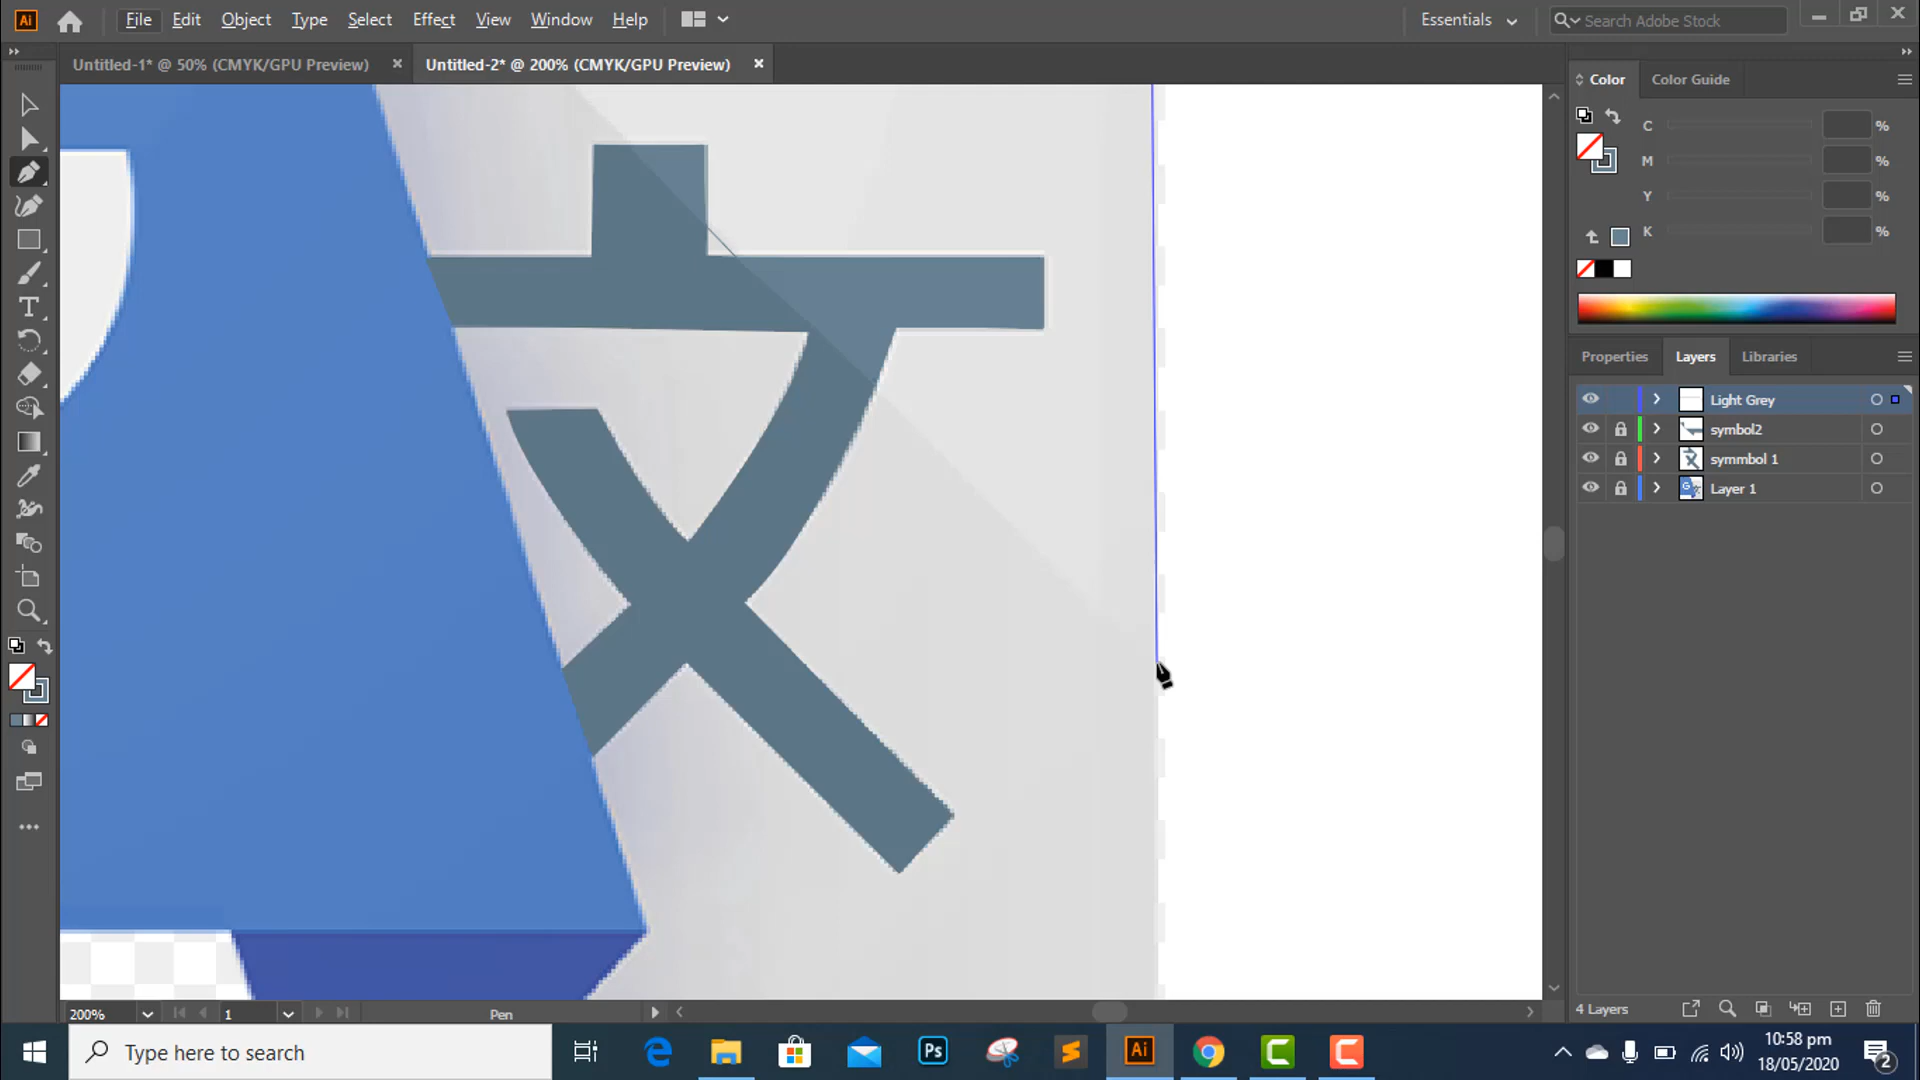 Ai File Edit Object Type Select Effect View Window Help Essentials Search Adobe Stock
Untitled-1* @ 50% (CMYK/GPU Preview) × Untitled-2* @ 200% (CMYK/GPU Preview) ×
Color Color Guide
C %
M %
Y %
K %
文
Properties Layers Libraries
Light Grey
symbol2
symmbol 1
Layer 1
200% 1 Pen
4 Layers
Type here to search
Ps Ai
10:58 pm
18/05/2020
2